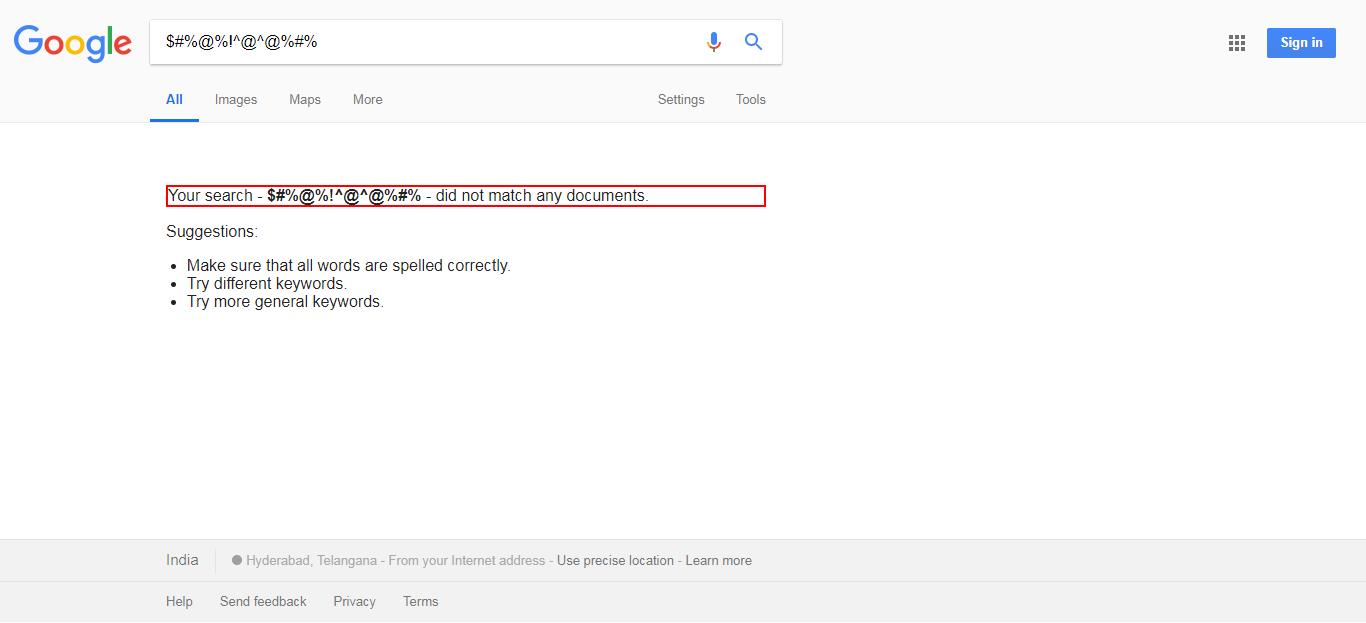 Google
$#%@%!^@^@%#%
Sign in
All Images Maps More Settings Tools
Your search - $#%@%!^@^@%#% - did not match any documents.
Suggestions:
• Make sure that all words are spelled correctly.
• Try different keywords.
• Try more general keywords.
India
Hyderabad, Telangana - From your Internet address - Use precise location - Learn more
Help Send feedback Privacy Terms